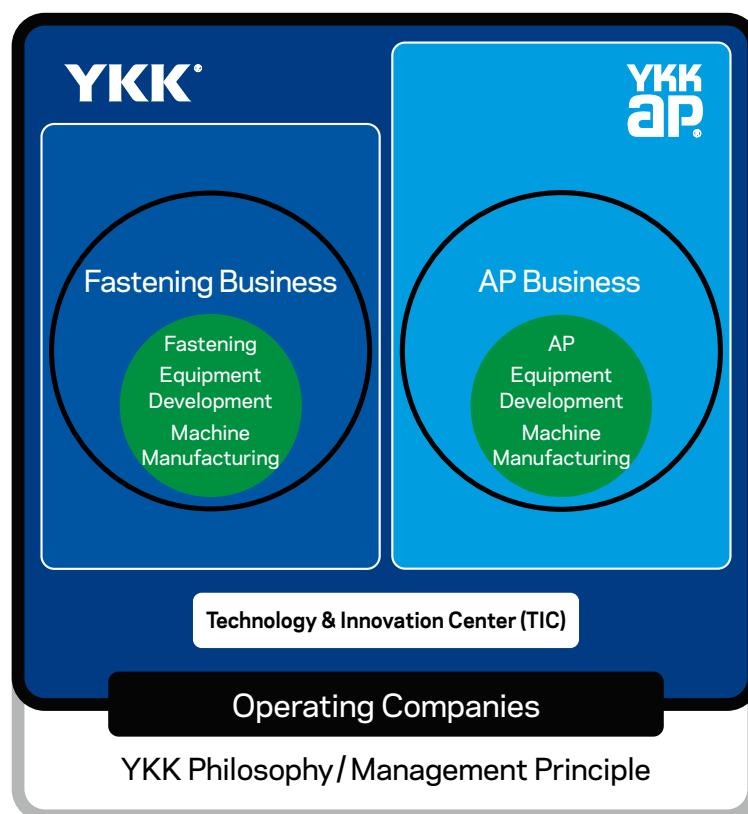 YKK®
YKK
ap®
Fastening Business
Fastening
Equipment
Development
Machine
Manufacturing
AP Business
AP
Equipment
Development
Machine
Manufacturing
Technology & Innovation Center (TIC)
Operating Companies
YKK Philosophy/Management Principle